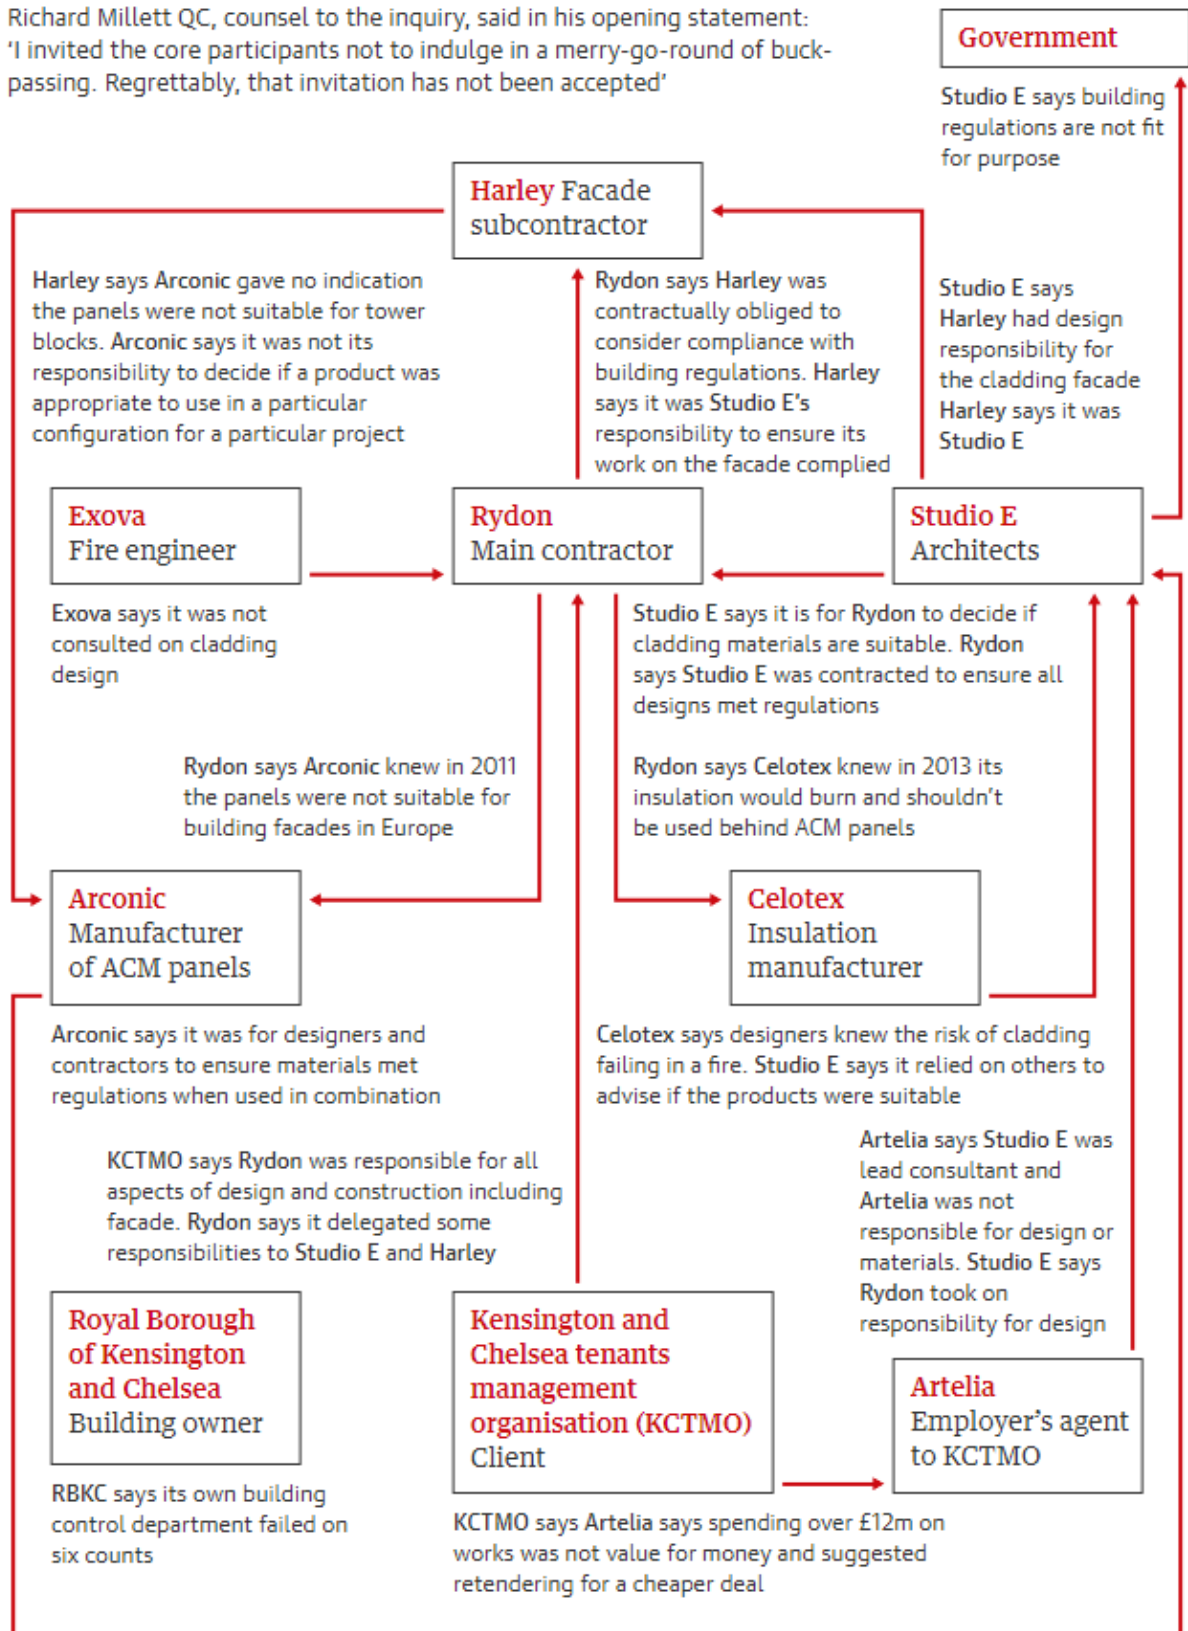 Richard Millett QC, counsel to the inquiry, said in his opening statement:
‘I invited the core participants not to indulge in a merry-go-round of buck-
passing. Regrettably, that invitation has not been accepted’
Government
Studio E says building
regulations are not fit
for purpose
Harley Facade
subcontractor
Harley says Arconic gave no indication
the panels were not suitable for tower
blocks. Arconic says it was not its
responsibility to decide if a product was
appropriate to use in a particular
configuration for a particular project
Rydon says Harley was
contractually obliged to
consider compliance with
building regulations. Harley
says it was Studio E’s
responsibility to ensure its
work on the facade complied
Studio E says
Harley had design
responsibility for
the cladding facade
Harley says it was
Studio E
Exova
Fire engineer
Rydon
Main contractor
Studio E
Architects
Exova says it was not
consulted on cladding
design
Studio E says it is for Rydon to decide if
cladding materials are suitable. Rydon
says Studio E was contracted to ensure all
designs met regulations
Rydon says Arconic knew in 2011
the panels were not suitable for
building facades in Europe
Rydon says Celotex knew in 2013 its
insulation would burn and shouldn’t
be used behind ACM panels
Arconic
Manufacturer
of ACM panels
Celotex
Insulation
manufacturer
Arconic says it was for designers and
contractors to ensure materials met
regulations when used in combination
Celotex says designers knew the risk of cladding
failing in a fire. Studio E says it relied on others to
advise if the products were suitable
KCTMO says Rydon was responsible for all
aspects of design and construction including
facade. Rydon says it delegated some
responsibilities to Studio E and Harley
Artelia says Studio E was
lead consultant and
Artelia was not
responsible for design or
materials. Studio E says
Rydon took on
responsibility for design
Royal Borough
of Kensington
and Chelsea
Building owner
Kensington and
Chelsea tenants
management
organisation (KCTMO)
Client
Artelia
Employer’s agent
to KCTMO
RBKC says its own building
control department failed on
six counts
KCTMO says Artelia says spending over £12m on
works was not value for money and suggested
retendering for a cheaper deal